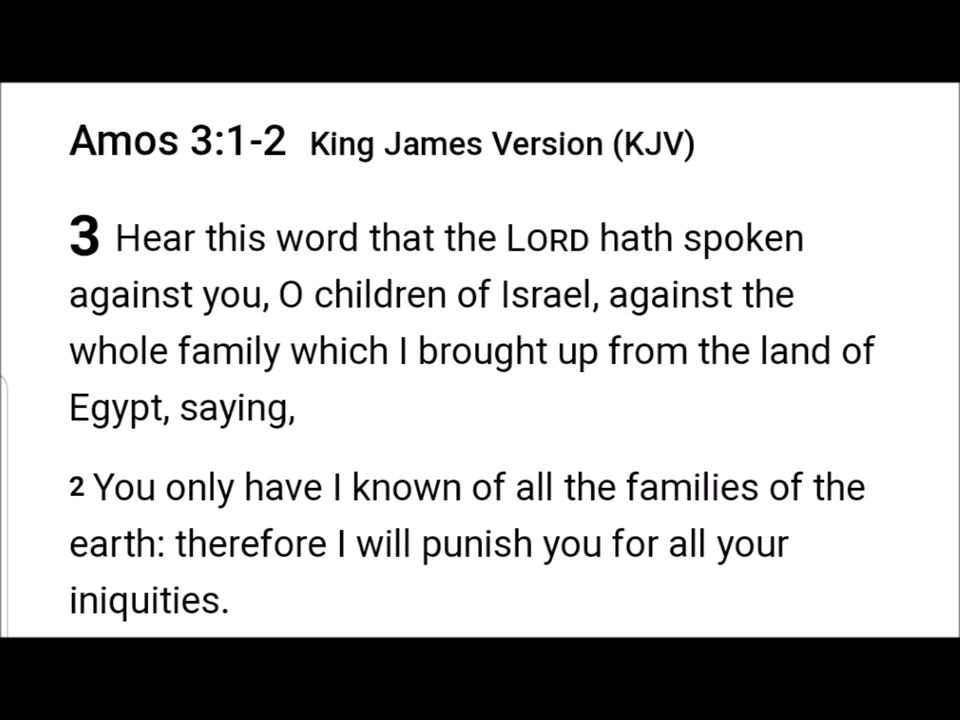 Amos 3:1-2 King James Version (KJV)
3 Hear this word that the LORD hath spoken
against you, O children of Israel, against the
whole family which I brought up from the land of
Egypt, saying,
2 You only have I known of all the families of the
earth: therefore I will punish you for all your
iniquities.